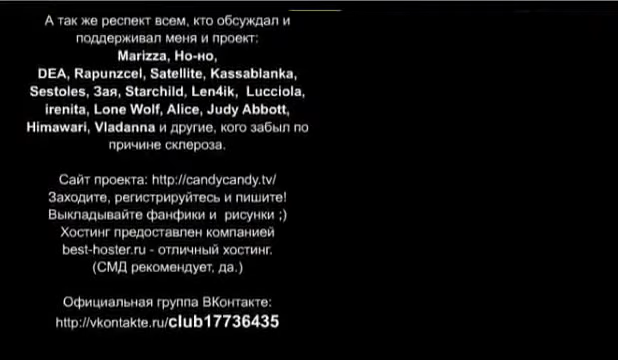 А так же респект всем, кто обсуждал и
поддерживал меня и проект:
Marizza, Но-но,
DEA, Rapunzcel, Satellite, Kassablanka,
Sestoles, Зая, Starchild, Len4ik, Lucciola,
irenita, Lone Wolf, Alice, Judy Abbott,
Himawari, Vladanna и другие, кого забыл по
причине склероза.
Сайт проекта: http://candycandy.tv/
Заходите, регистрируйтесь и пишите!
Выкладывайте фанфики и рисунки ;)
Хостинг предоставлен компанией
best-hoster.ru - отличный хостинг.
(СМД рекомендует, да.)
Официальная группа ВКонтакте:
http://vkontakte.ru/club17736435